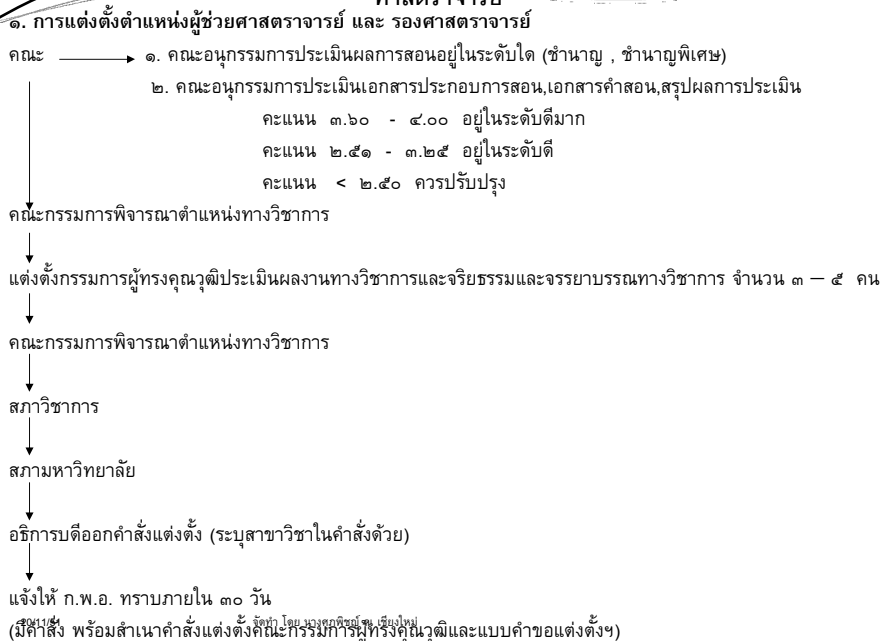 ๑. การแต่งตั้งตำแหน่งผู้ช่วยศาสตราจารย์ และ รองศาสตราจารย์
คณะ ๑. คณะอนุกรรมการประเมินผลการสอนอยู่ในระดับใด (ชำนาญ , ชำนาญพิเศษ)
๒. คณะอนุกรรมการประเมินเอกสารประกอบการสอน,เอกสารคำสอน,สรุปผลการประเมิน
คะแนน ๓.๖๐ - ๔.๐๐ อยู่ในระดับดีมาก
คะแนน ๒.๕๑ - ๓.๒๕ อยู่ในระดับดี
คะแนน < ๒.๕๐ ควรปรับปรุง
คณะกรรมการพิจารณาตำแหน่งทางวิชาการ
แต่งตั้งกรรมการผู้ทรงคุณวุฒิประเมินผลงานทางวิชาการและจริยธรรมและจรรยาบรรณทางวิชาการ จำนวน ๓ – ๕ คน
คณะกรรมการพิจารณาตำแหน่งทางวิชาการ
สภาวิชาการ
สภามหาวิทยาลัย
อธิการบดีออกคำสั่งแต่งตั้ง (ระบุสาขาวิชาในคำสั่งด้วย)
แจ้งให้ ก.พ.อ. ทราบภายใน ๓๐ วัน
จัดทำ โดย
(มีคำสั่ง พร้อมสำเนาคำสั่งแต่งตั้งคณะกรรมการผู้ทรงคุณวุฒิและแบบคำขอแต่งตั้งฯ)